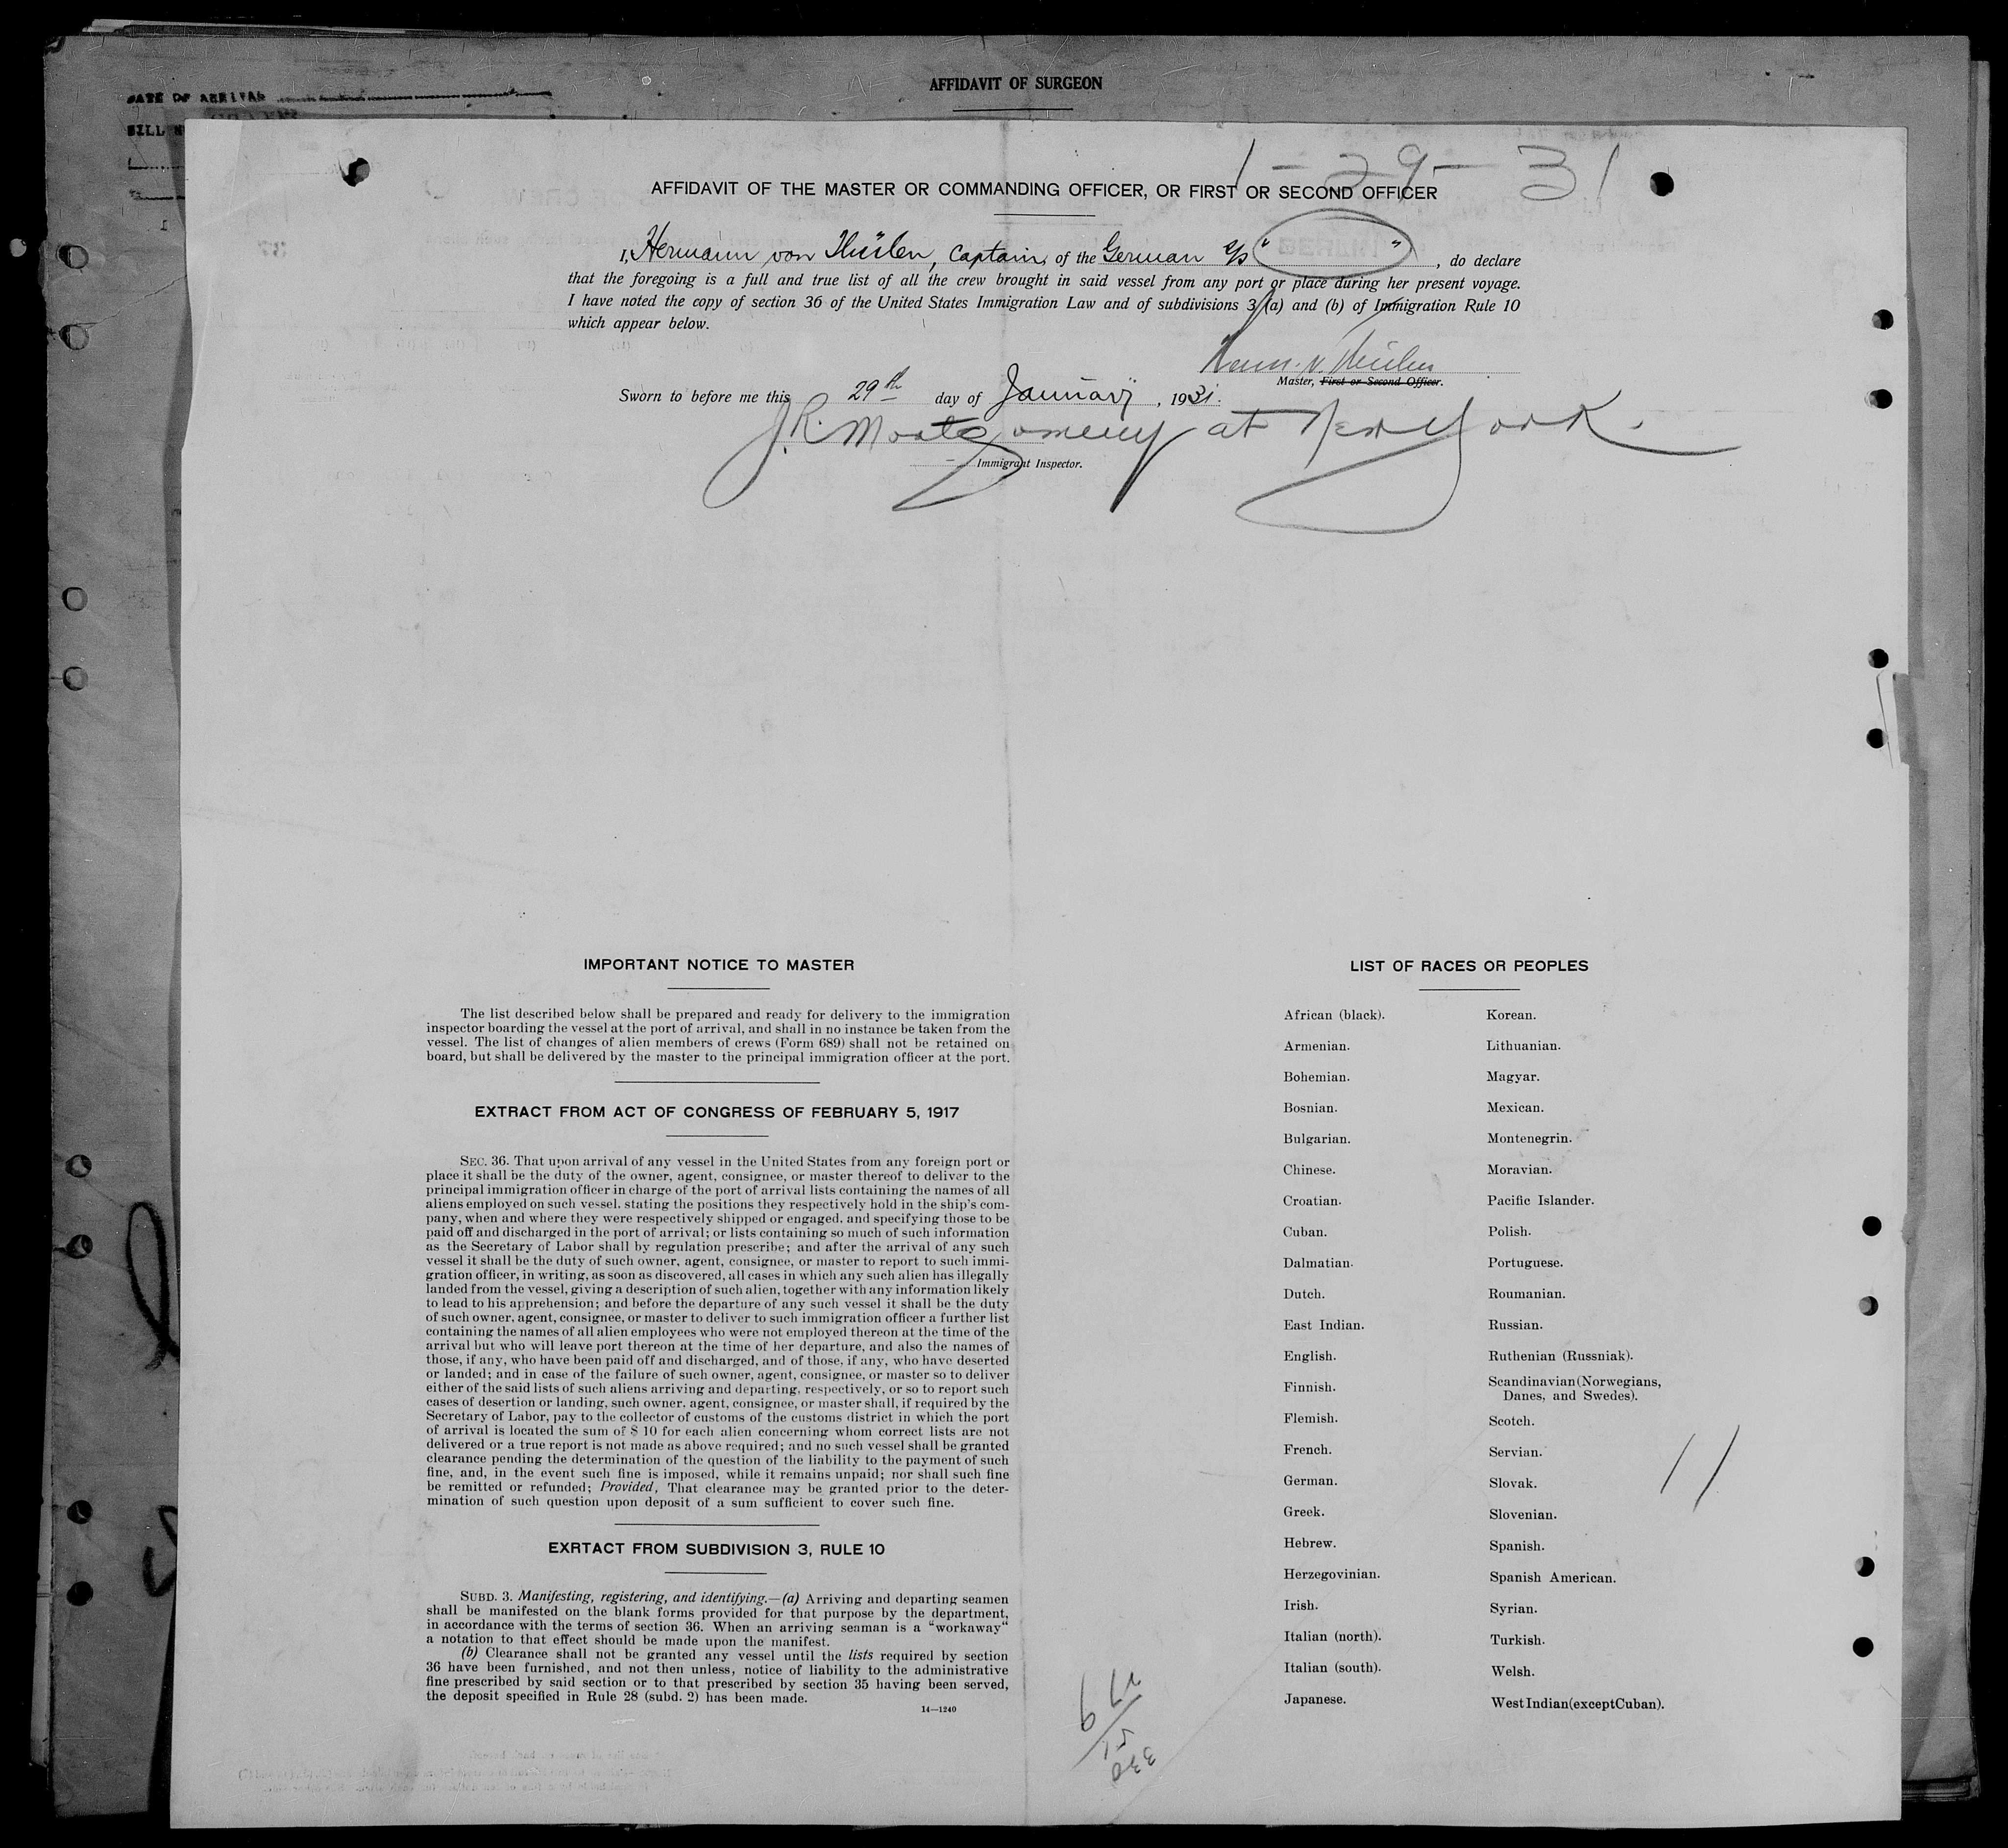 AFFIDAVIT OF SURGEON
DATE OF ARRIVAL
BILL
1-29-31
AFFIDAVIT OF THE MASTER OR COMMANDING OFFICER, OR FIRST OR SECOND OFFICER
I, Hermann von Thülen, Captain, of the German S/S "BERLIN", do declare
that the foregoing is a full and true list of all the crew brought in said vessel from any port or place during her present voyage.
I have noted the copy of section 36 of the United States Immigration Law and of subdivisions 3 (a) and (b) of Immigration Rule 10
which appear below.
Herm. v. Thülen
Master, First or Second Officer.
Sworn to before me this 29th day of January, 1931.
J.R. Montgomery at New York.
Immigrant Inspector.
IMPORTANT NOTICE TO MASTER
The list described below shall be prepared and ready for delivery to the immigration
inspector boarding the vessel at the port of arrival, and shall in no instance be taken from the
vessel. The list of changes of alien members of crews (Form 689) shall not be retained on
board, but shall be delivered by the master to the principal immigration officer at the port.
EXTRACT FROM ACT OF CONGRESS OF FEBRUARY 5, 1917
SEC. 36. That upon arrival of any vessel in the United States from any foreign port or
place it shall be the duty of the owner, agent, consignee, or master thereof to deliver to the
principal immigration officer in charge of the port of arrival lists containing the names of all
aliens employed on such vessel. stating the positions they respectively hold in the ship's com-
pany, when and where they were respectively shipped or engaged, and specifying those to be
paid off and discharged in the port of arrival; or lists containing so much of such information
as the Secretary of Labor shall by regulation prescribe; and after the arrival of any such
vessel it shall be the duty of such owner, agent, consignee, or master to report to such immi-
gration officer, in writing, as soon as discovered, all cases in which any such alien has illegally
landed from the vessel, giving a description of such alien, together with any information likely
to lead to his apprehension; and before the departure of any such vessel it shall be the duty
of such owner, agent, consignee, or master to deliver to such immigration officer a further list
containing the names of all alien employees who were not employed thereon at the time of the
arrival but who will leave port thereon at the time of her departure, and also the names of
those, if any, who have been paid off and discharged, and of those, if any, who have deserted
or landed; and in case of the failure of such owner, agent, consignee, or master so to deliver
either of the said lists of such aliens arriving and departing, respectively, or so to report such
cases of desertion or landing, such owner. agent, consignee, or master shall, if required by the
Secretary of Labor, pay to the collector of customs of the customs district in which the port
of arrival is located the sum of $ 10 for each alien concerning whom correct lists are not
delivered or a true report is not made as above required; and no such vessel shall be granted
clearance pending the determination of the question of the liability to the payment of such
fine, and, in the event such fine is imposed, while it remains unpaid; nor shall such fine
be remitted or refunded; Provided, That clearance may be granted prior to the deter-
mination of such question upon deposit of a sum sufficient to cover such fine.
EXRTACT FROM SUBDIVISION 3, RULE 10
SUBD. 3. Manifesting, registering, and identifying.—(a) Arriving and departing seamen
shall be manifested on the blank forms provided for that purpose by the department,
in accordance with the terms of section 36. When an arriving seaman is a "workaway"
a notation to that effect should be made upon the manifest.
(b) Clearance shall not be granted any vessel until the lists required by section
36 have been furnished, and not then unless, notice of liability to the administrative
fine prescribed by said section or to that prescribed by section 35 having been served,
the deposit specified in Rule 28 (subd. 2) has been made.
14—1240
LIST OF RACES OR PEOPLES
African (black).
Armenian.
Bohemian.
Bosnian.
Bulgarian.
Chinese.
Croatian.
Cuban.
Dalmatian.
Dutch.
East Indian.
English.
Finnish.
Flemish.
French.
German.
Greek.
Hebrew.
Herzegovinian.
Irish.
Italian (north).
Italian (south).
Japanese.
Korean.
Lithuanian.
Magyar.
Mexican.
Montenegrin.
Moravian.
Pacific Islander.
Polish.
Portuguese.
Roumanian.
Russian.
Ruthenian (Russniak).
Scandinavian (Norwegians,
Danes, and Swedes).
Scotch.
Servian.
Slovak.
Slovenian.
Spanish.
Spanish American.
Syrian.
Turkish.
Welsh.
West Indian (except Cuban).
11